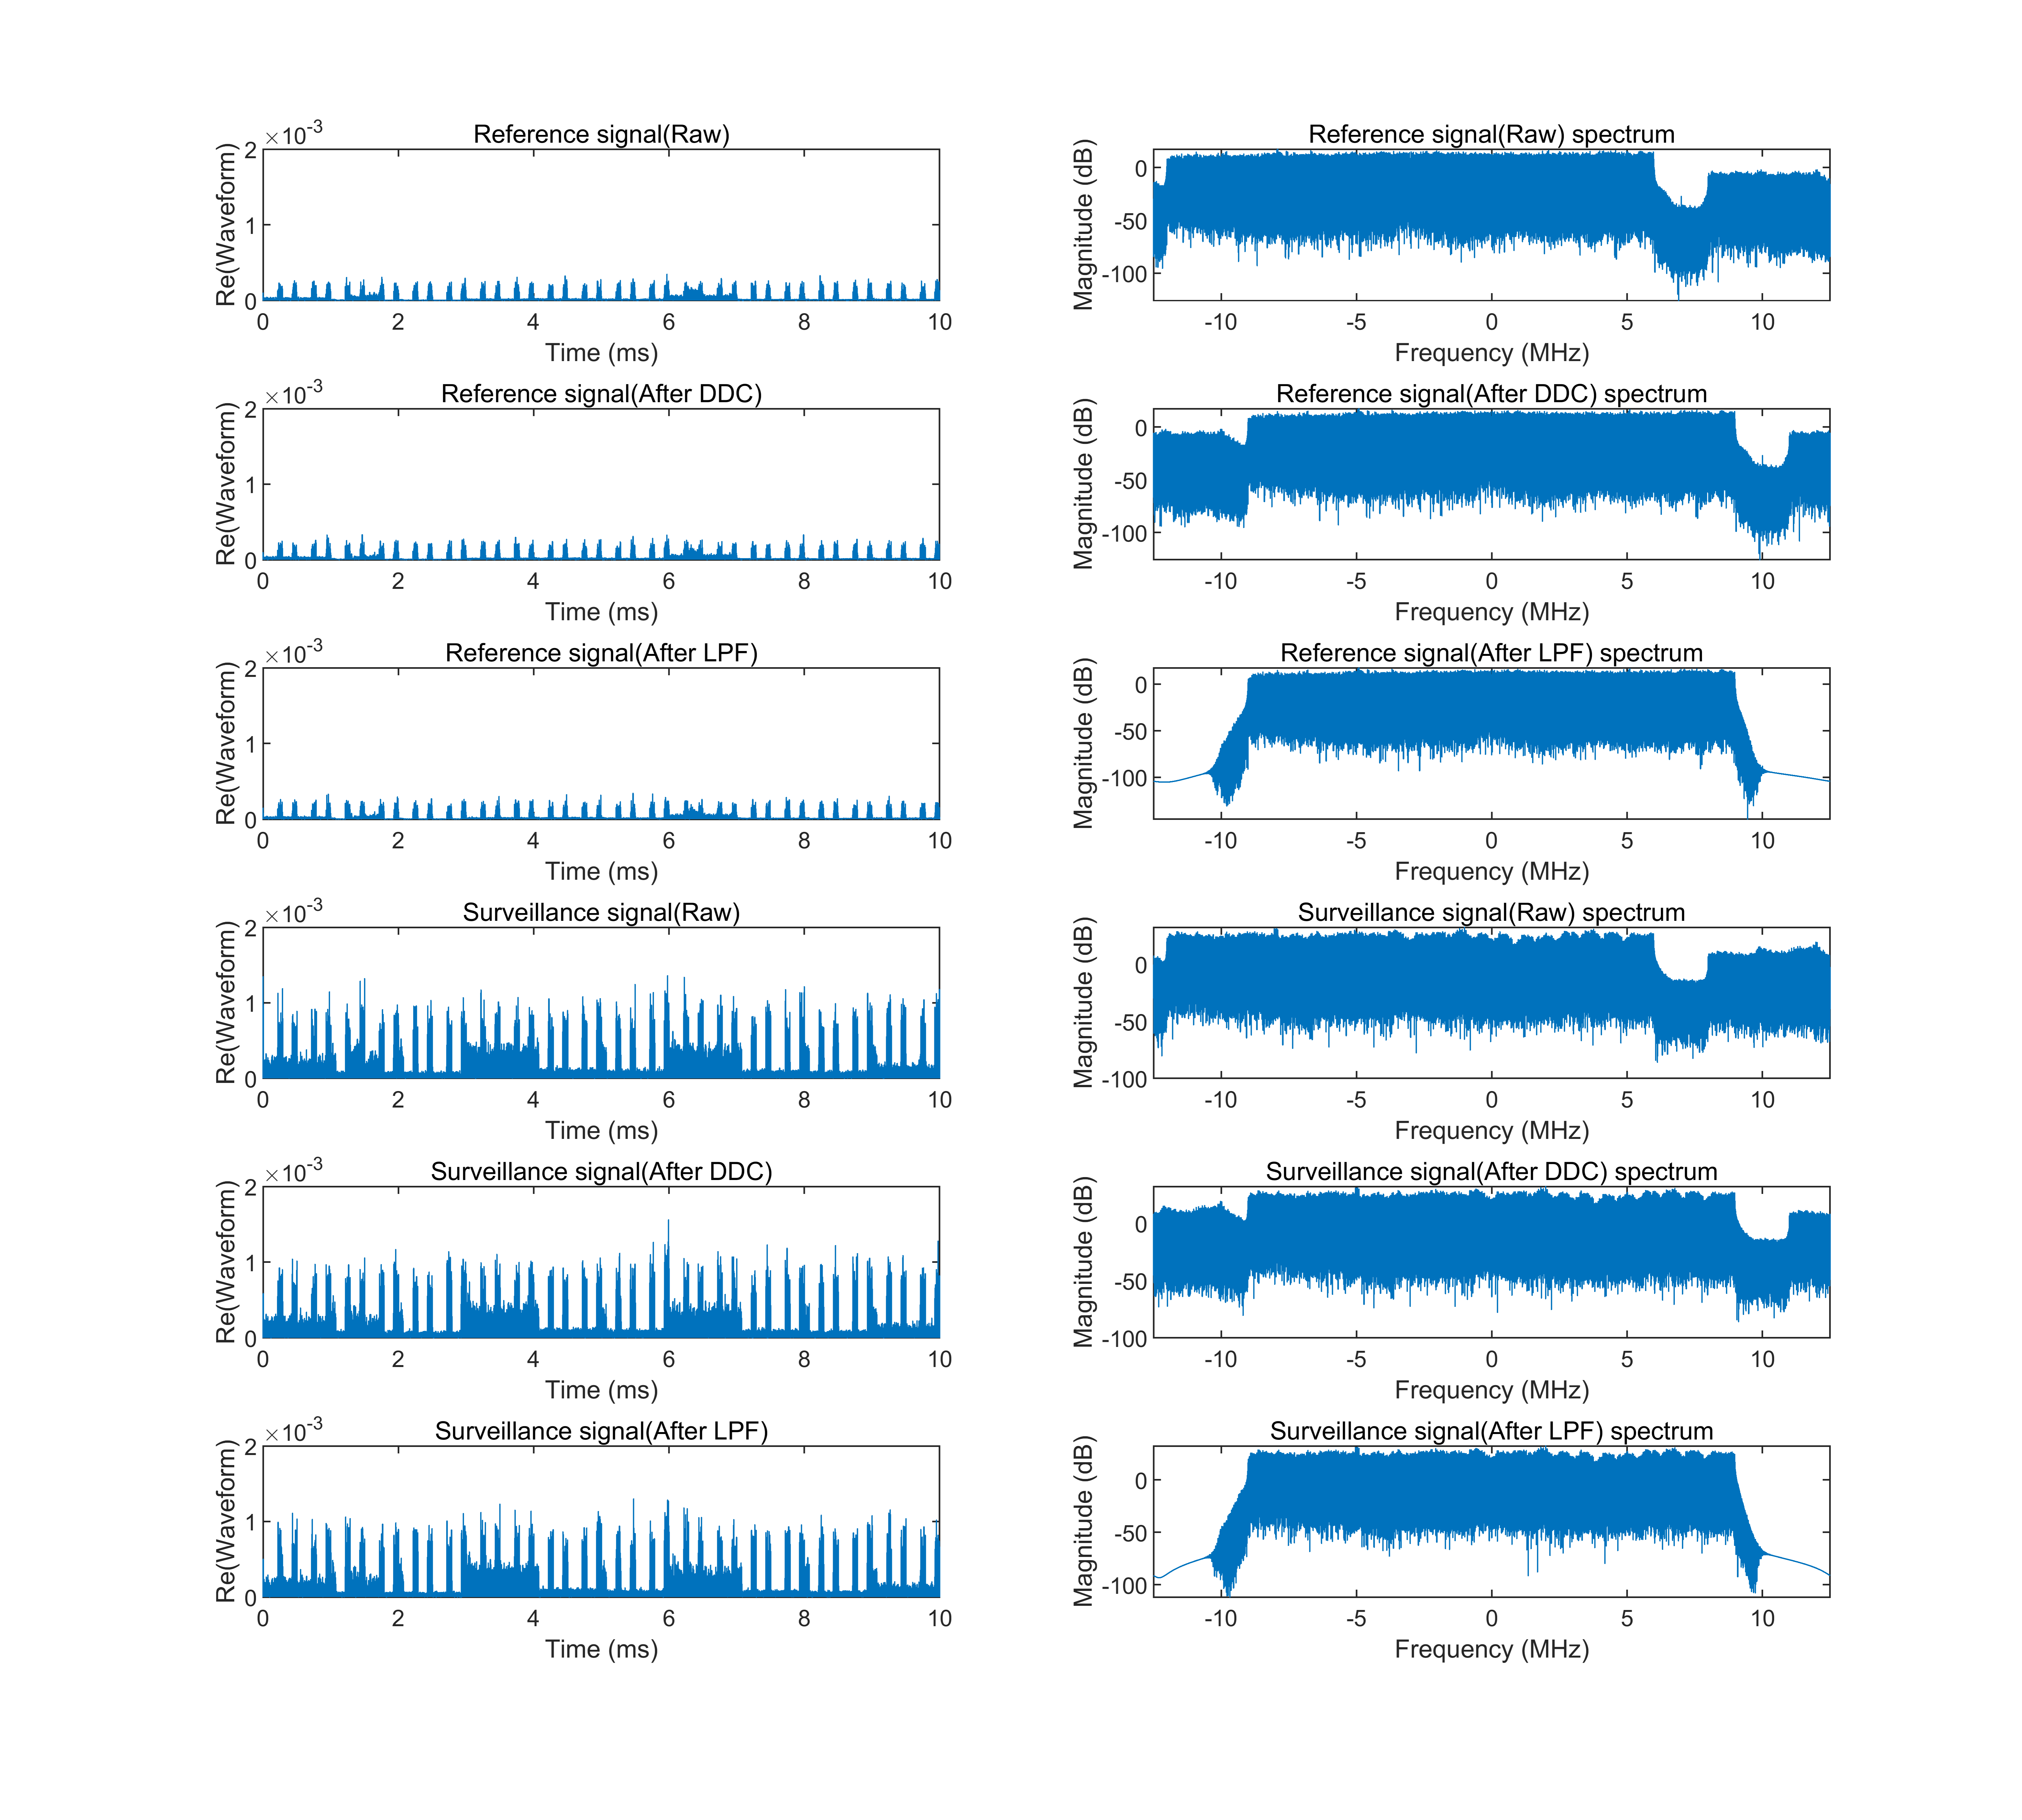 Reference signal(Raw)
×10-3
Re(Waveform)
2
1
0
0 2 4 6 8 10
Time (ms)
Reference signal(Raw) spectrum
Magnitude (dB)
0
-50
-100
-10 -5 0 5 10
Frequency (MHz)
Reference signal(After DDC)
×10-3
Re(Waveform)
2
1
0
0 2 4 6 8 10
Time (ms)
Reference signal(After DDC) spectrum
Magnitude (dB)
0
-50
-100
-10 -5 0 5 10
Frequency (MHz)
Reference signal(After LPF)
×10-3
Re(Waveform)
2
1
0
0 2 4 6 8 10
Time (ms)
Reference signal(After LPF) spectrum
Magnitude (dB)
0
-50
-100
-10 -5 0 5 10
Frequency (MHz)
Surveillance signal(Raw)
×10-3
Re(Waveform)
2
1
0
0 2 4 6 8 10
Time (ms)
Surveillance signal(Raw) spectrum
Magnitude (dB)
0
-50
-100
-10 -5 0 5 10
Frequency (MHz)
Surveillance signal(After DDC)
×10-3
Re(Waveform)
2
1
0
0 2 4 6 8 10
Time (ms)
Surveillance signal(After DDC) spectrum
Magnitude (dB)
0
-50
-100
-10 -5 0 5 10
Frequency (MHz)
Surveillance signal(After LPF)
×10-3
Re(Waveform)
2
1
0
0 2 4 6 8 10
Time (ms)
Surveillance signal(After LPF) spectrum
Magnitude (dB)
0
-50
-100
-10 -5 0 5 10
Frequency (MHz)